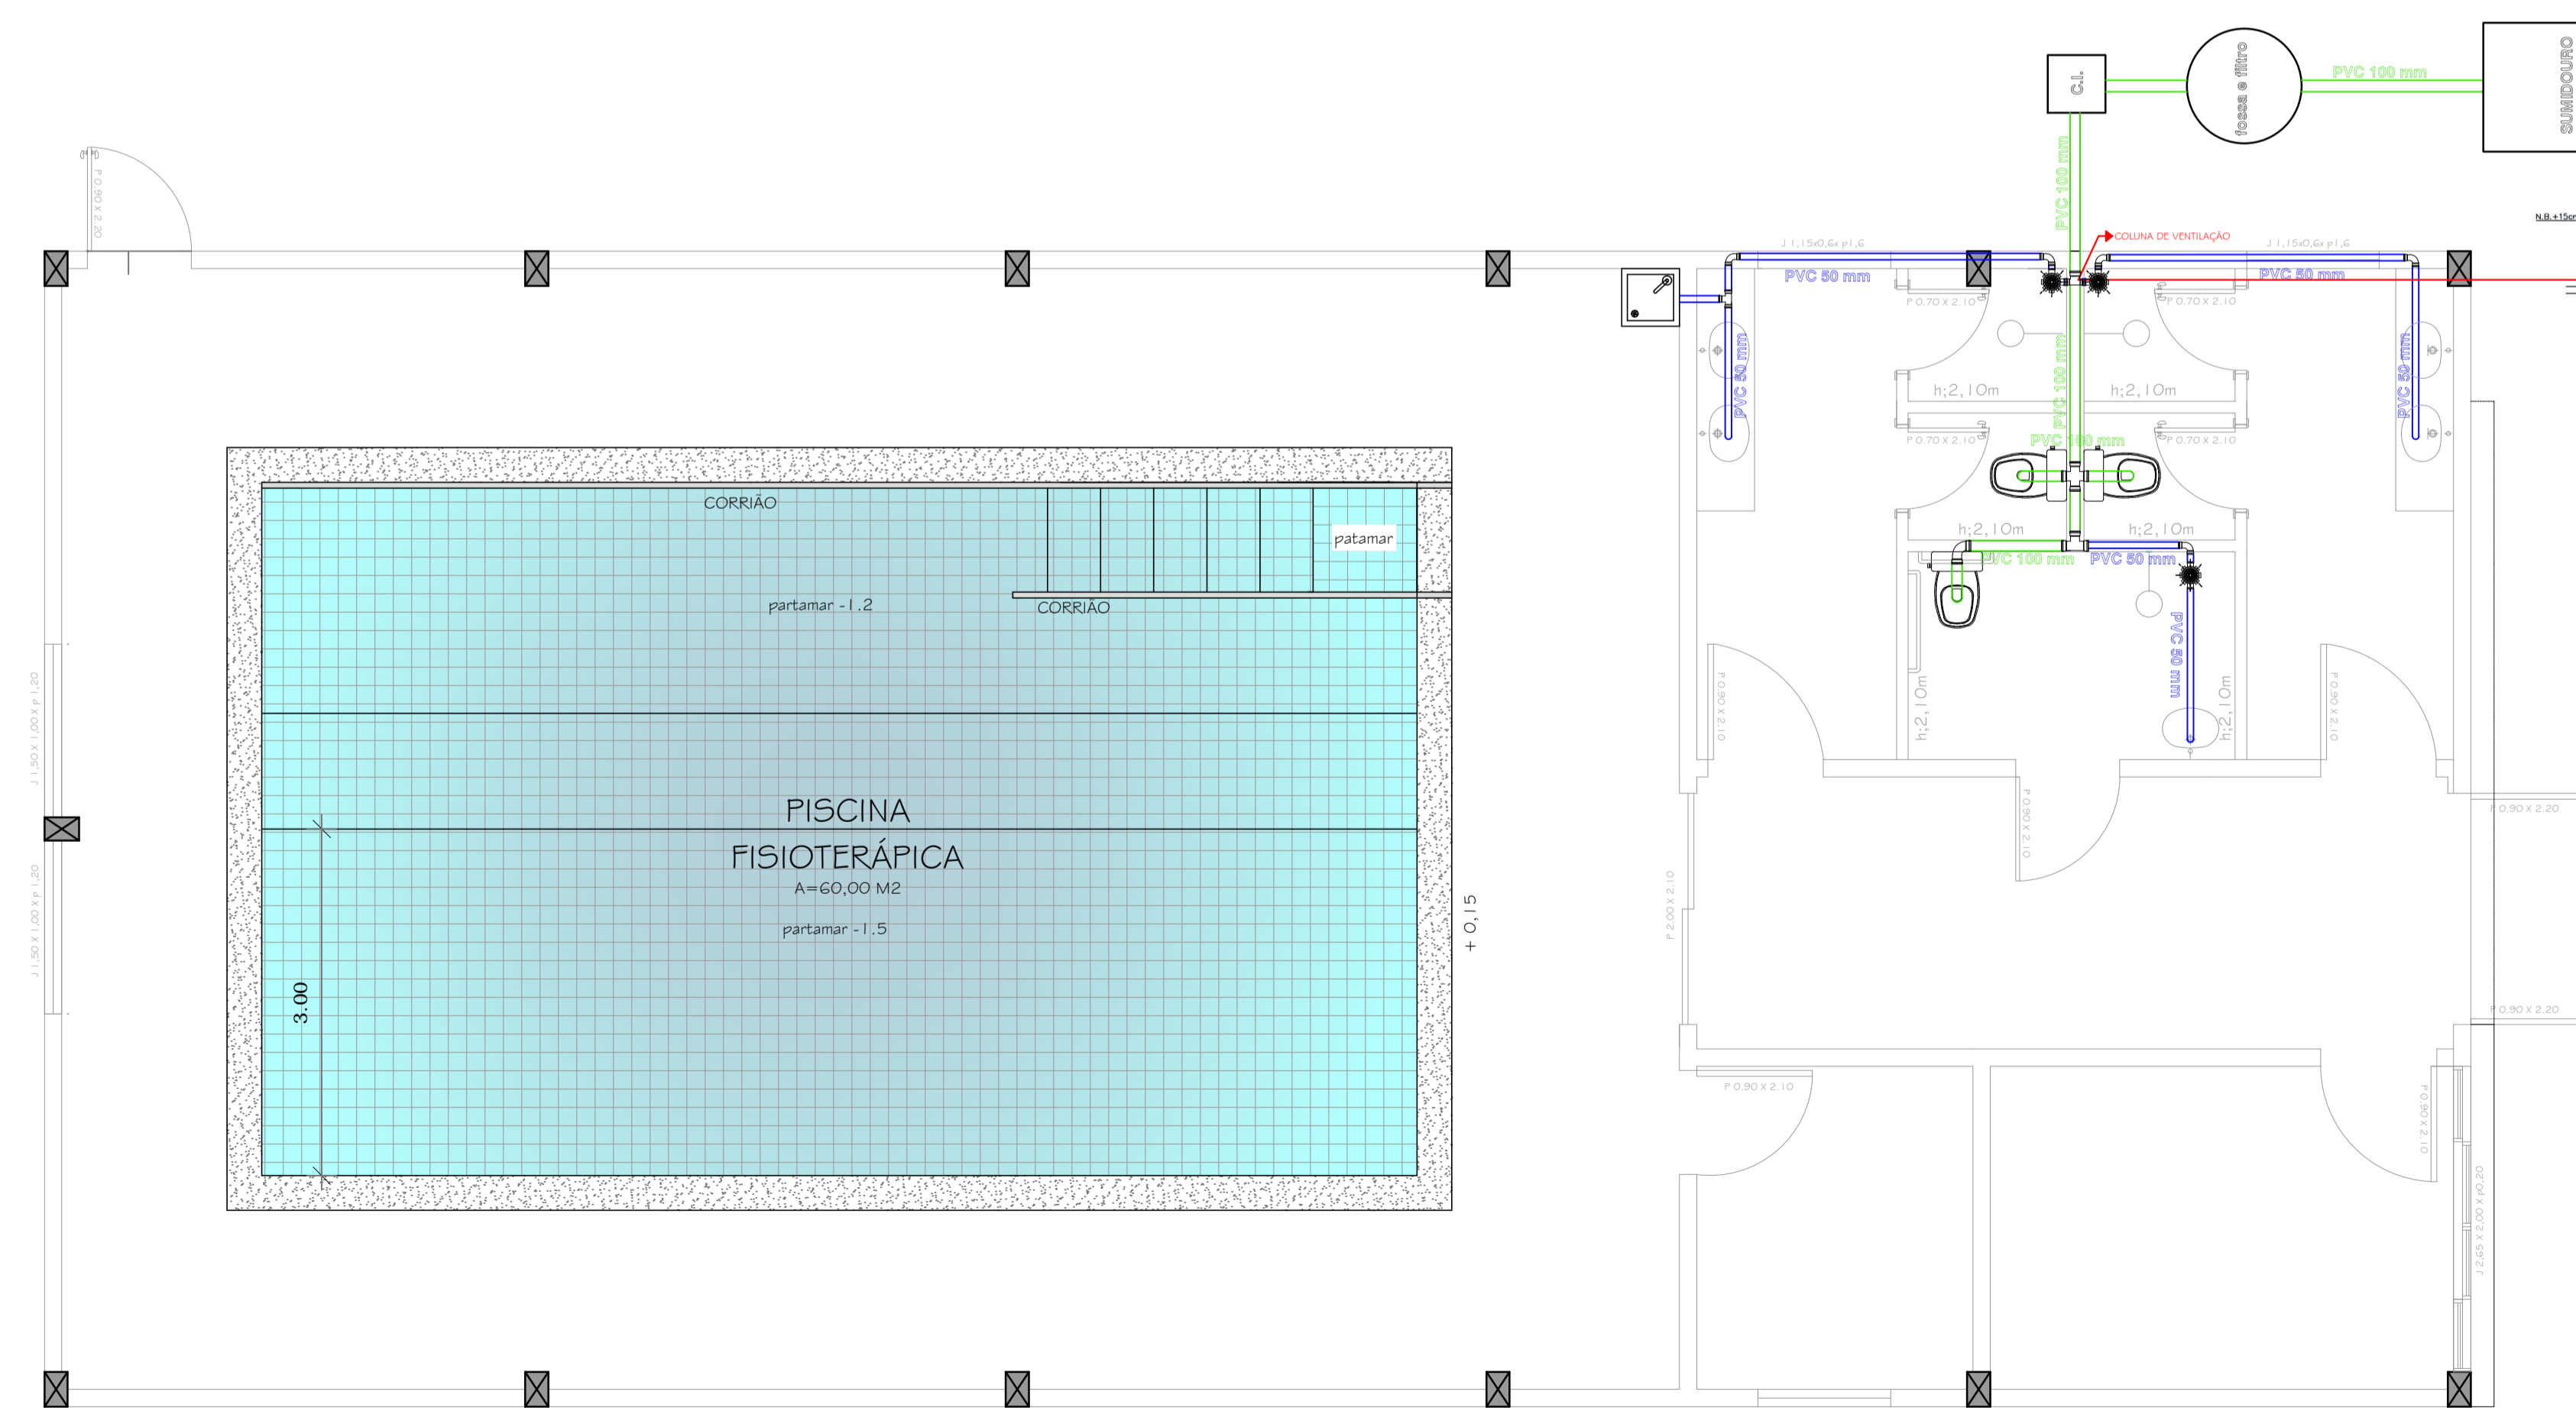 C.I.
fossa e filtro
PVC 100 mm
SUMIDOURO
PVC 100 mm
N.B.+15cm
P 0.90 X 2.20
COLUNA DE VENTILAÇÃO
J 1,15x0,6x p1,6
J 1,15x0,6x p1,6
PVC 50 mm
PVC 50 mm
P 0.70 X 2.10
P 0.70 X 2.10
PVC 50 mm
PVC 100 mm
PVC 50 mm
h;2,10m
h;2,10m
P 0.70 X 2.10
PVC 100 mm
P 0.70 X 2.10
CORRIÃO
patamar
h;2,10m
h;2,10m
PVC 100 mm
PVC 50 mm
partamar -1.2
CORRIÃO
PVC 50 mm
J 1,50 X 1,00 X p 1,20
P 0.90 X 2.10
h;2,10m
h;2,10m
P 0.90 X 2.10
PISCINA
FISIOTERÁPICA
A=60,00 M2
partamar -1.5
J 1,50 X 1,00 X p 1,20
3.00
+ 0,15
P 2.00 X 2.10
P 0.90 X 2.10
P 0.90 X 2.20
P 0.90 X 2.20
P 0.90 X 2.10
P 0.90 X 2.10
J 2,65 X 2,00 X p0,20